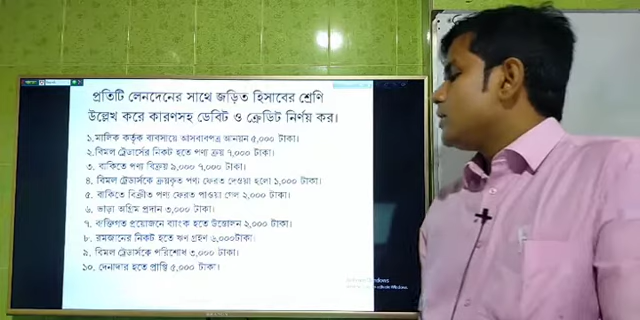 প্রতিটি লেনদেনের সাথে জড়িত হিসাবের শ্রেণি
উল্লেখ করে কারণসহ ডেবিট ও ক্রেডিট নির্ণয় কর।
১.মালিক কর্তৃক ব্যবসায়ে আসবাবপত্র আনয়ন ৫,০০০ টাকা।
২.বিমল ট্রেডার্সের নিকট হতে পণ্য ক্রয় ৭,০০০ টাকা।
৩. বাকিতে পণ্য বিক্রয় ৯,০০০ ৭,০০০ টাকা।
৪. বিমল ট্রেডার্সকে ক্রয়কৃত পণ্য ফেরত দেওয়া হলো ১,০০০ টাকা।
৫. বাকিতে বিক্রীত পণ্য ফেরত পাওয়া গেল ২,০০০ টাকা।
৬. ভাড়া অগ্রিম প্রদান ৩,০০০ টাকা।
৭. ব্যক্তিগত প্রয়োজনে ব্যাংক হতে উত্তোলন ২,০০০ টাকা।
৮. রমজানের নিকট হতে ঋণ গ্রহণ ৬,০০০টাকা।
৯. বিমল ট্রেডার্সকে পরিশোধ ৩,০০০ টাকা।
১০. দেনাদার হতে প্রাপ্তি ৫,০০০ টাকা।